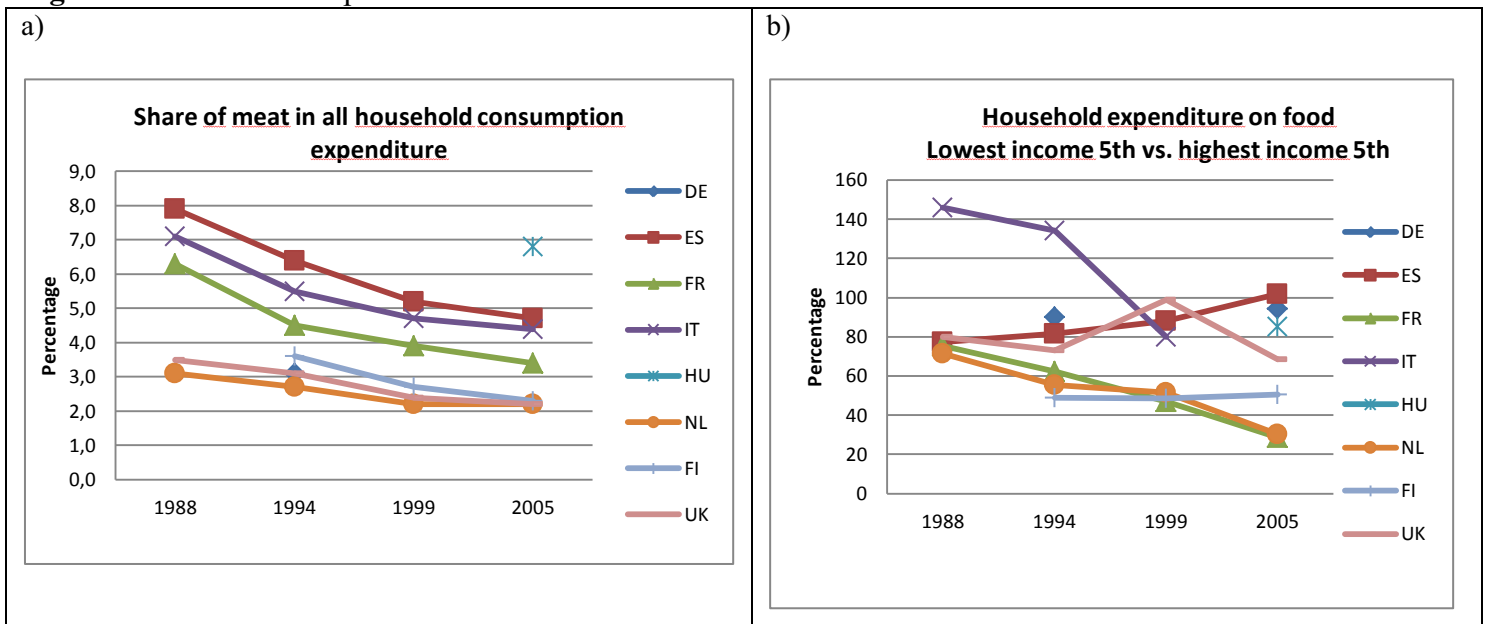 a)
Share of meat in all household consumption
expenditure
Percentage
9,0
8,0
7,0
6,0
5,0
4,0
3,0
2,0
1,0
0,0
1988
1994
1999
2005
DE
ES
FR
IT
HU
NL
FI
UK
b)
Household expenditure on food
Lowest income 5th vs. highest income 5th
Percentage
160
140
120
100
80
60
40
20
0
1988
1994
1999
2005
DE
ES
FR
IT
HU
NL
FI
UK